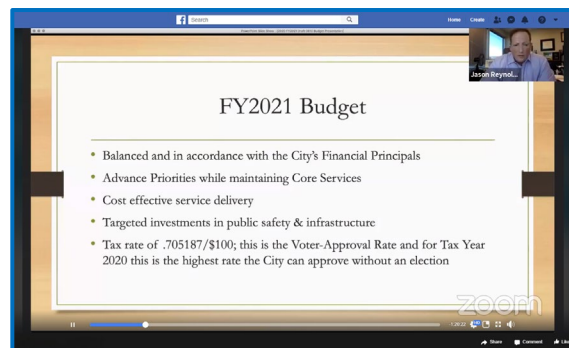 Search
Home Create
Jason Reynol...
FY2021 Budget
• Balanced and in accordance with the City's Financial Principals
• Advance Priorities while maintaining Core Services
• Cost effective service delivery
• Targeted investments in public safety & infrastructure
• Tax rate of .705187/$100; this is the Voter-Approval Rate and for Tax Year
2020 this is the highest rate the City can approve without an election
zoom
Share Comment Like